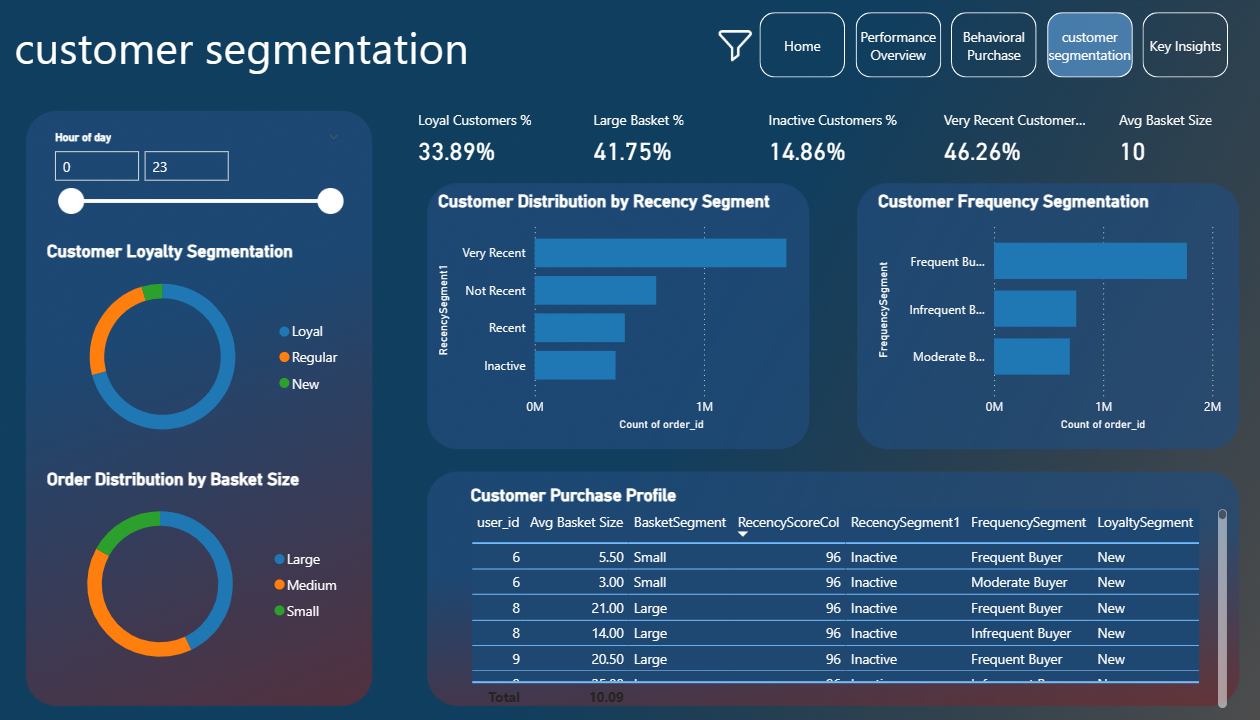 customer segmentation
Home
Performance
Overview
Behavioral
Purchase
customer
segmentation
Key Insights
Hour of day
0
23
Customer Loyalty Segmentation
Loyal
Regular
New
Order Distribution by Basket Size
Large
Medium
Small
Loyal Customers %
33.89%
Large Basket %
41.75%
Inactive Customers %
14.86%
Very Recent Customer...
46.26%
Avg Basket Size
10
Customer Distribution by Recency Segment
RecencySegment1
Very Recent
Not Recent
Recent
Inactive
0M 1M
Count of order_id
Customer Frequency Segmentation
FrequencySegment
Frequent Bu...
Infrequent B...
Moderate B...
0M 1M 2M
Count of order_id
Customer Purchase Profile
user_id Avg Basket Size BasketSegment RecencyScoreCol RecencySegment1 FrequencySegment LoyaltySegment
6 5.50 Small 96 Inactive Frequent Buyer New
6 3.00 Small 96 Inactive Moderate Buyer New
8 21.00 Large 96 Inactive Frequent Buyer New
8 14.00 Large 96 Inactive Infrequent Buyer New
9 20.50 Large 96 Inactive Frequent Buyer New
Total 10.09